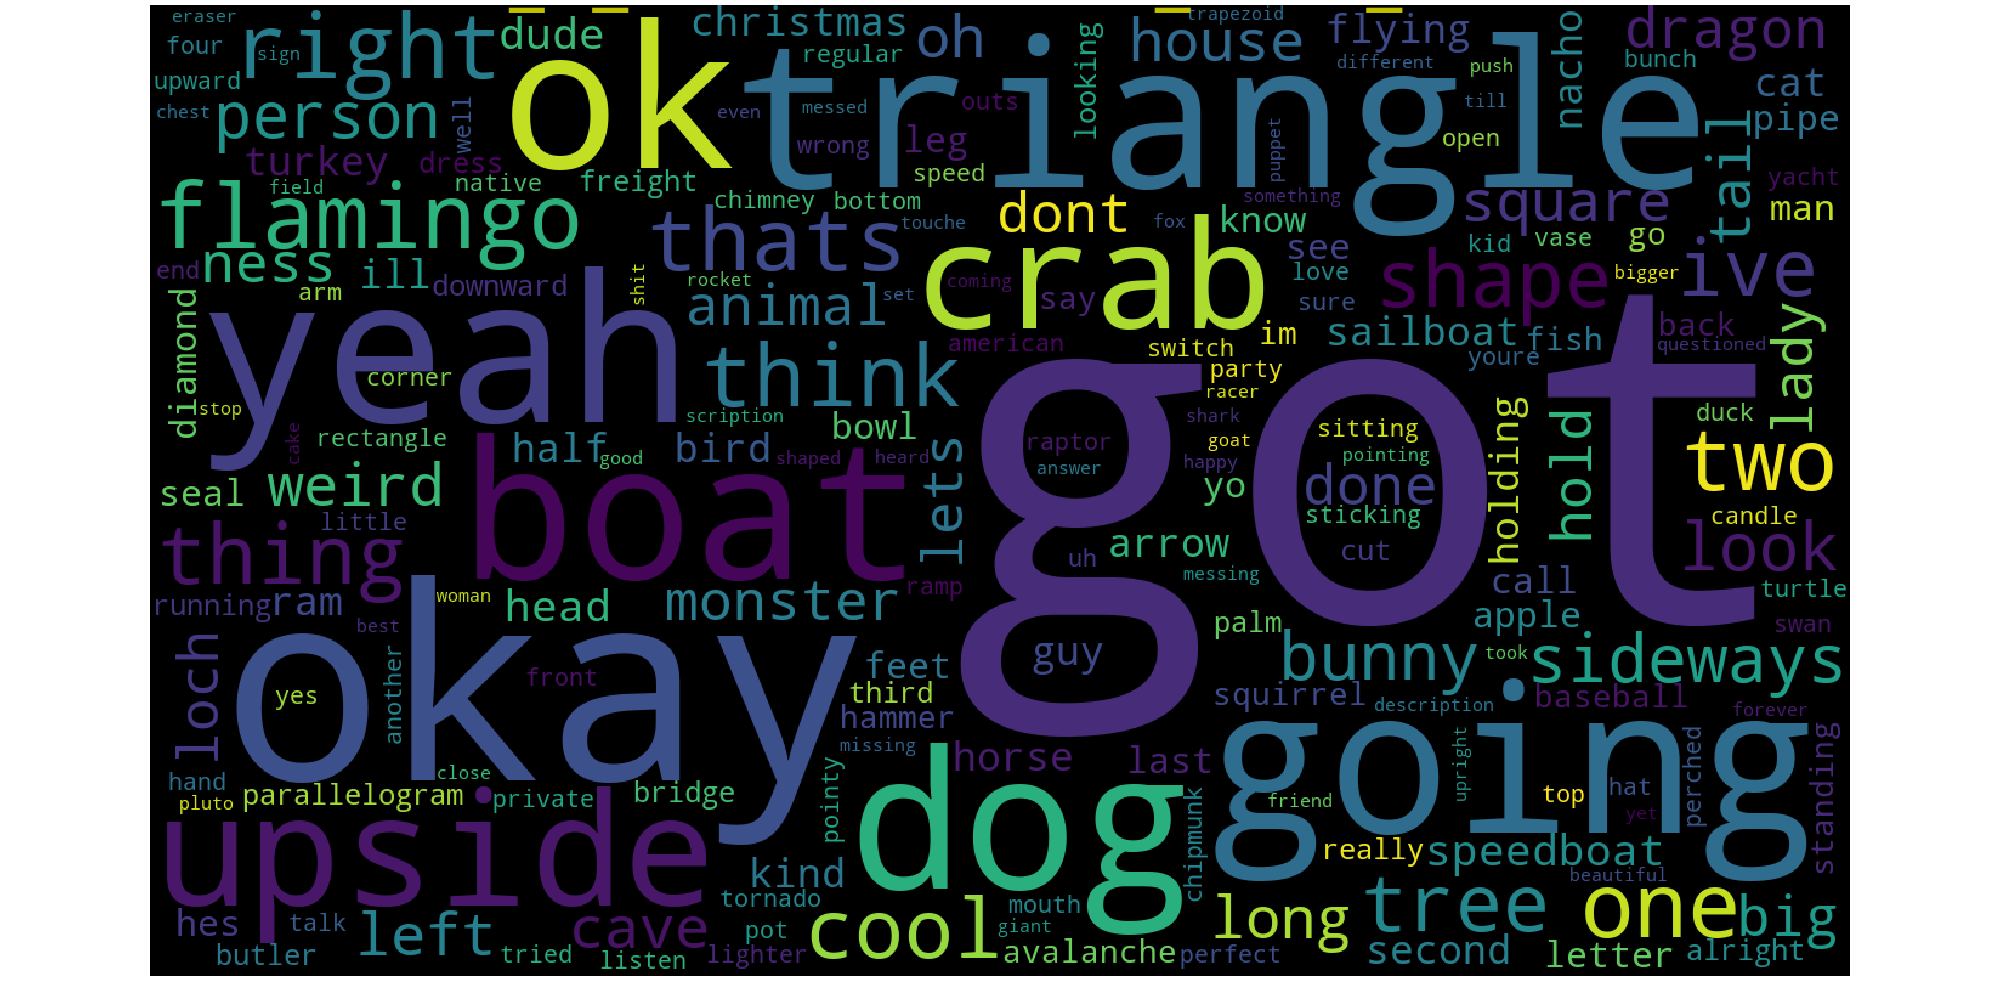 eraser
four
sign
right
dude
ok
christmas
regular
oh
looking
trapezoid
house
flying
different
nacho
dragon
bunch
upward
chest
person
well
triangle
even
messed
outs
push
till
cat
pipe
turkey
dress
wrong
leg
speed
puppet
open
tail
flamingo
field
native
freight
chimney
bottom
touche
dont
something
fox
know
square
yacht
man
thats
crab
see
kid
vase
go
end
ness
ill
arm
downward
shit
rocket
animal
set
coming
say
love
sure
shape
bigger
ive
diamond
yeah
american
switch
im
sailboat
fish
back
questioned
youre
lady
corner
think
party
racer
stop
scription
bowl
shark
got
holding
hold
duck
two
cake
rectangle
half
good
bird
shaped
heard
raptor
answer
goat
happy
sitting
pointing
done
seal
weird
boat
lets
yo
sticking
candle
little
thing
arrow
uh
cut
look
messing
call
turtle
running
ram
woman
head
monster
ramp
apple
best
palm
swan
loch
okay
guy
bunny
took
sideways
another
yes
front
feet
third
squirrel
description
baseball
forever
hammer
missing
horse
last
going
upright
perched
standing
hand
close
pluto
parallelogram
private
bridge
pointy
dog
chipmunk
friend
top
hat
yet
upside
kind
really
speedboat
beautiful
tornado
mouth
hes
talk
left
cave
pot
cool
giant
long
tree
one
big
butler
tried
listen
lighter
avalanche
perfect
second
letter
alright